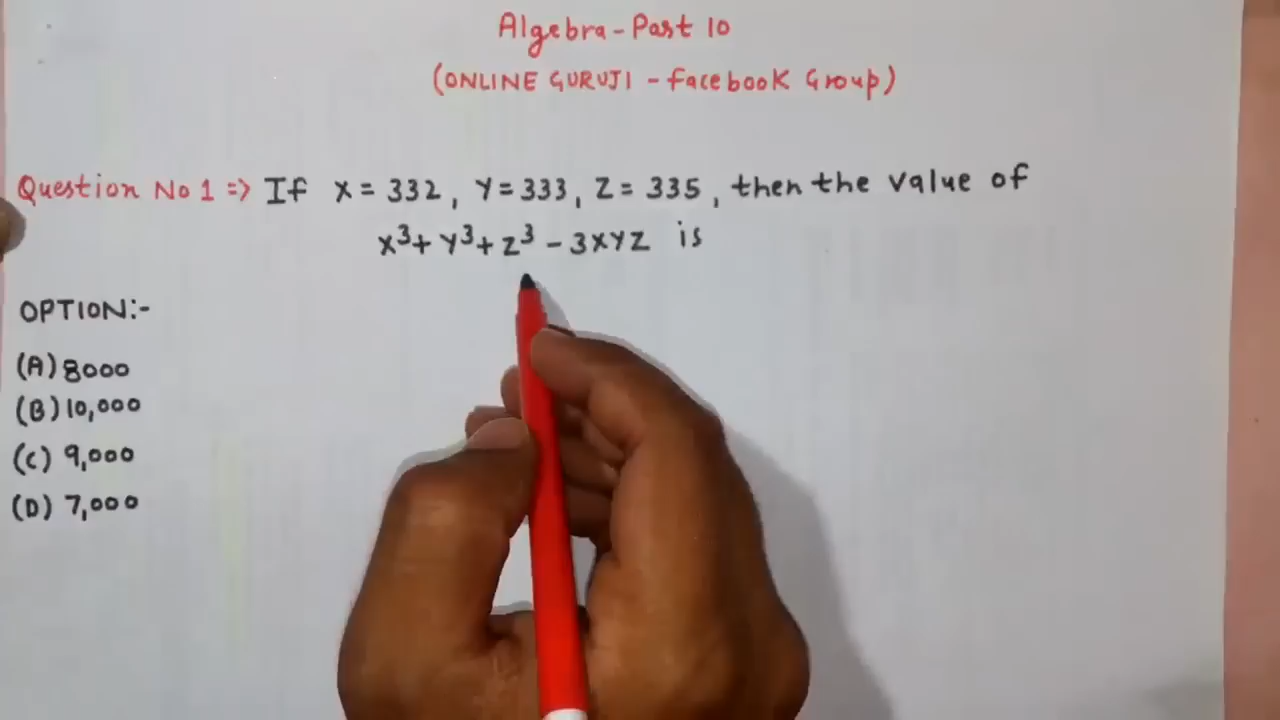 Algebra-Part 10
(ONLINE GURUJI - facebook Group)
Question No 1 => If X = 332, Y = 333, Z = 335, then the value of
x³+ y³+ z³ - 3XYZ is
OPTION:-
(A) 8000
(B) 10,000
(C) 9,000
(D) 7,000